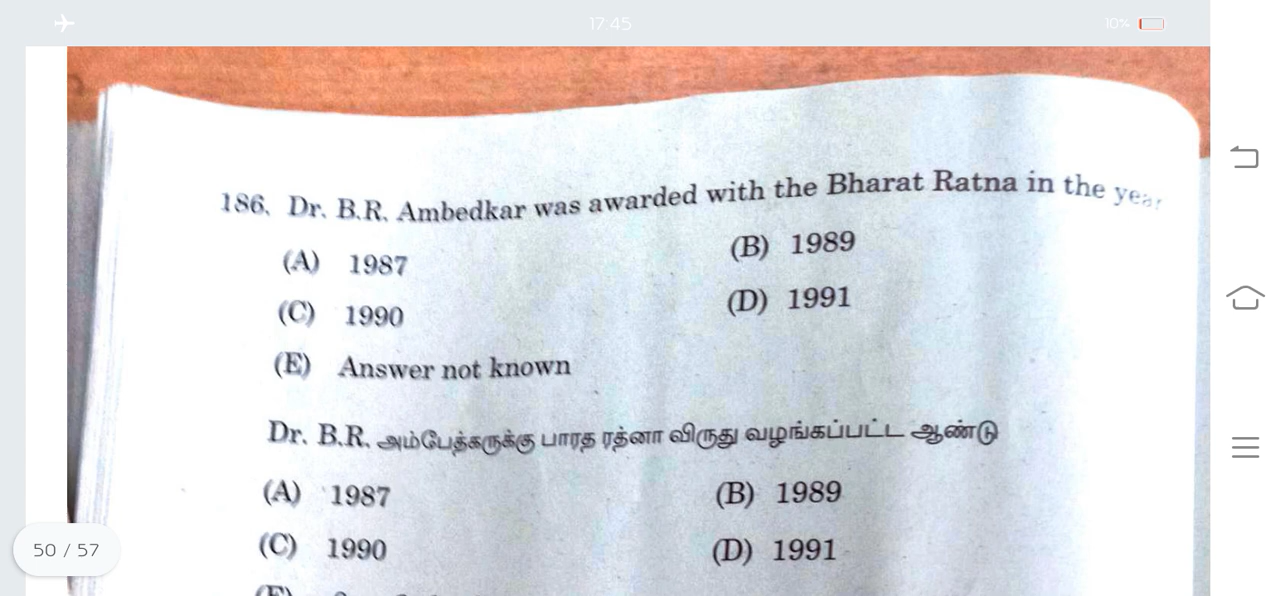 17:45
10%
186. Dr. B.R. Ambedkar was awarded with the Bharat Ratna in the year
(A) 1987 (B) 1989
(C) 1990 (D) 1991
(E) Answer not known
Dr. B.R. அம்பேத்கருக்கு பாரத ரத்னா விருது வழங்கப்பட்ட ஆண்டு
(A) 1987 (B) 1989
(C) 1990 (D) 1991
(E)
50 / 57